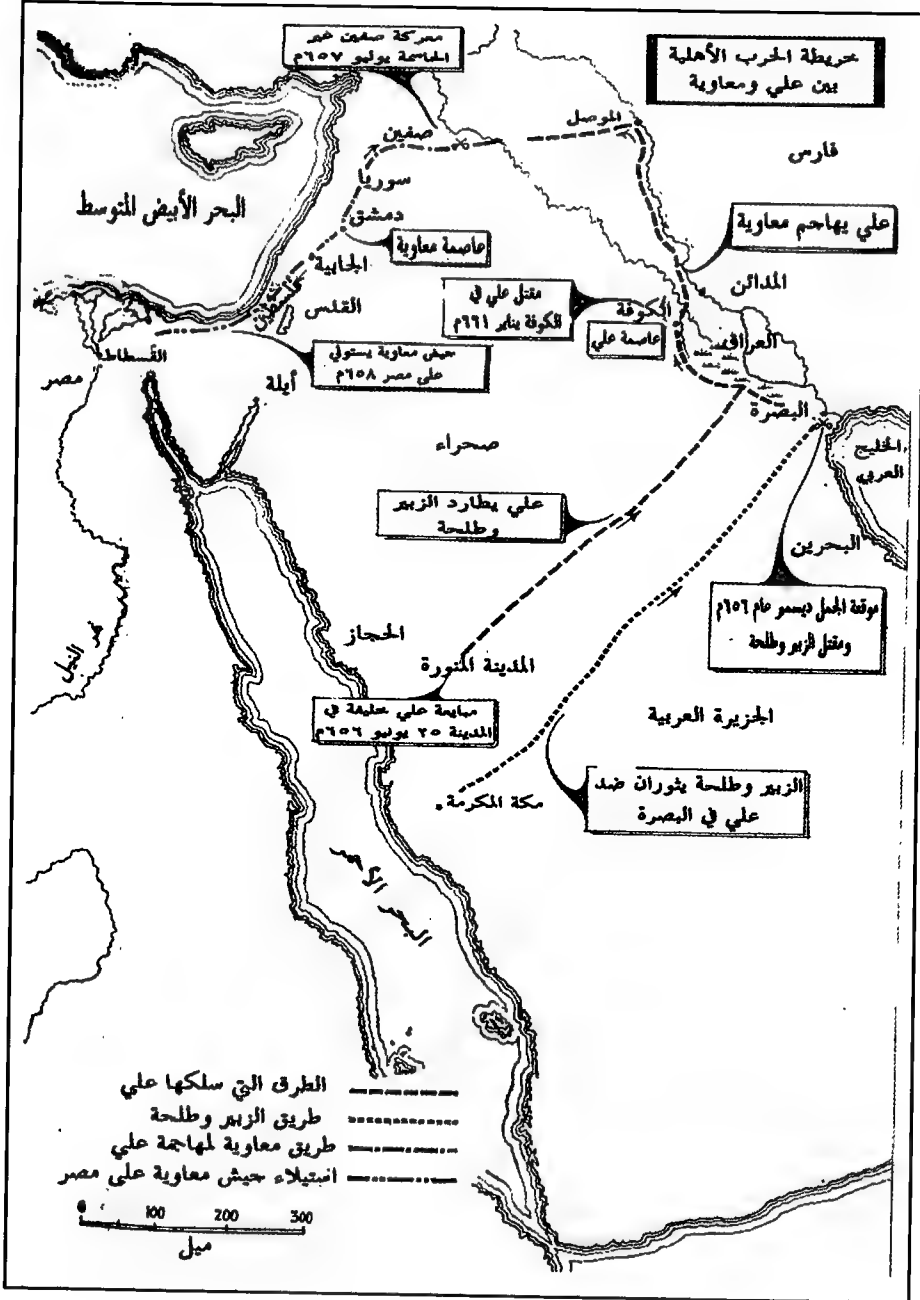 خريطة الحرب الأهلية
بين علي ومعاوية
معركة صفين غير
الحاسمة يوليو ٦٥٧م
الموصل
صفين
فارس
سوريا
البحر الأبيض المتوسط
دمشق
علي يهاجم معاوية
عاصمة معاوية
الجابية
المدائن
فلسطين
القدس
مقتل علي في
الكوفة يناير ٦٦١م
الكوفة
عاصمة علي
العراق
جيش معاوية يستولي
على مصر ٦٥٨م
الفسطاط
مصر
أيلة
البصرة
الخليج
العربي
صحراء
علي يطارد الزبير
وطلحة
البحرين
موقعة الجمل ديسمبر عام ٦٥٦م
ومقتل الزبير وطلحة
نهر النيل
الحجاز
المدينة المنورة
مبايعة علي خليفة في
المدينة ٢٥ يونيو ٦٥٦م
الجزيرة العربية
الزبير وطلحة يثوران ضد
علي في البصرة
مكة المكرمة
البحر الأحمر
الطرق التي سلكها علي
طريق الزبير وطلحة
طريق معاوية لمهاجمة علي
استيلاء جيش معاوية على مصر
0 100 200 300
ميل